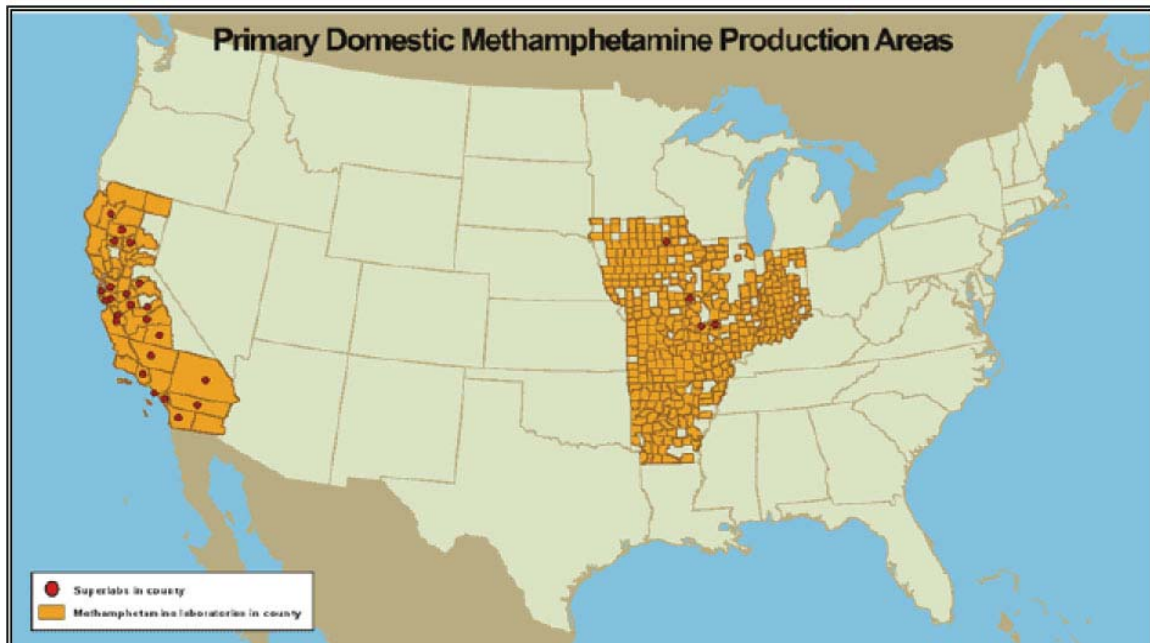 Primary Domestic Methamphetamine Production Areas
Superlabs in county
Methamphetamine laboratories in county